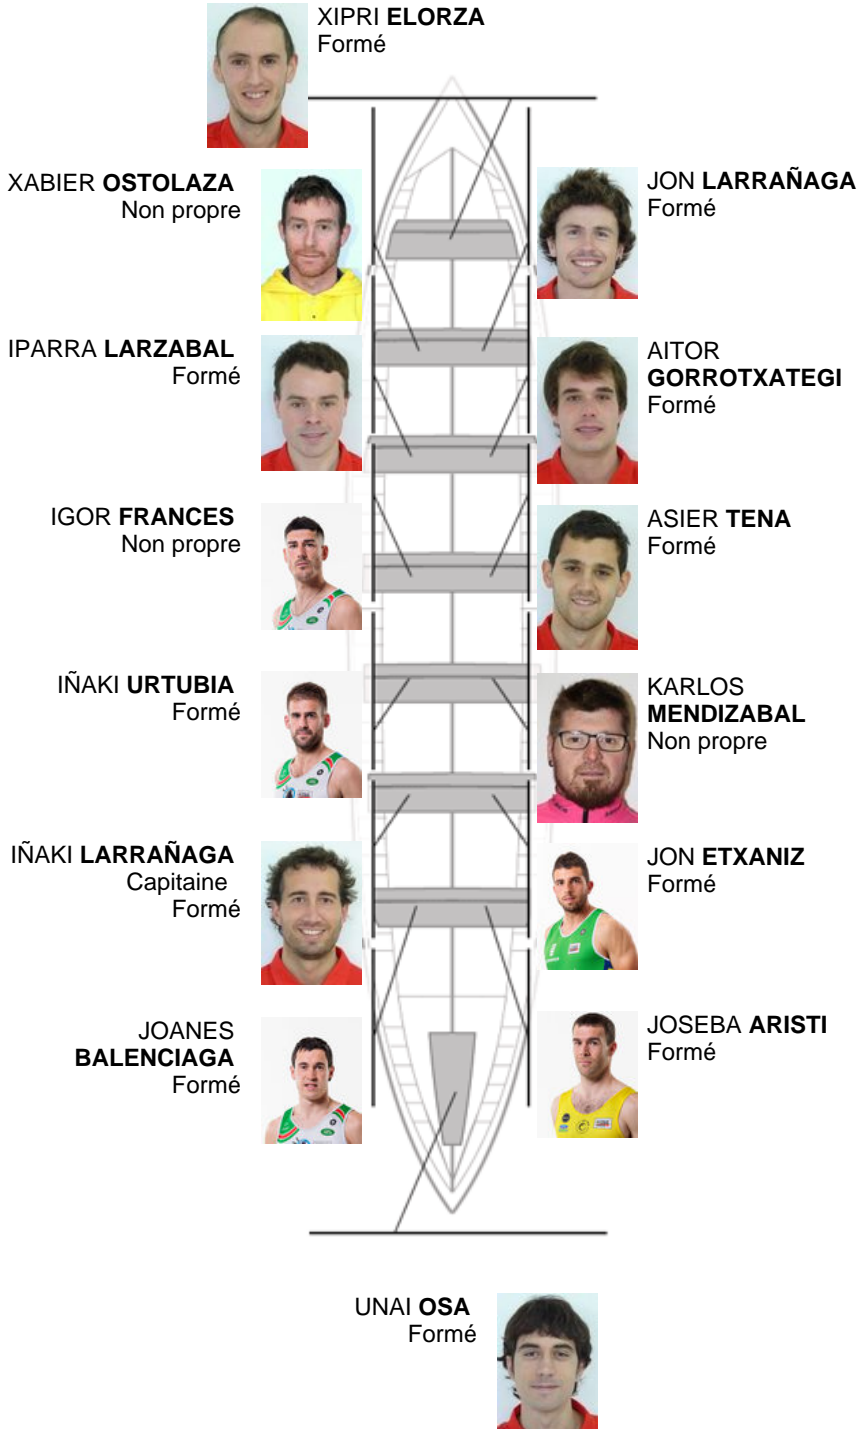 XIPRI ELORZA
Formé
XABIER OSTOLAZA
Non propre
JON LARRAÑAGA
Formé
IPARRA LARZABAL
Formé
AITOR
GORROTXATEGI
Formé
IGOR FRANCES
Non propre
ASIER TENA
Formé
IÑAKI URTUBIA
Formé
KARLOS
MENDIZABAL
Non propre
IÑAKI LARRAÑAGA
Capitaine
Formé
JON ETXANIZ
Formé
JOANES
BALENCIAGA
Formé
JOSEBA ARISTI
Formé
UNAI OSA
Formé